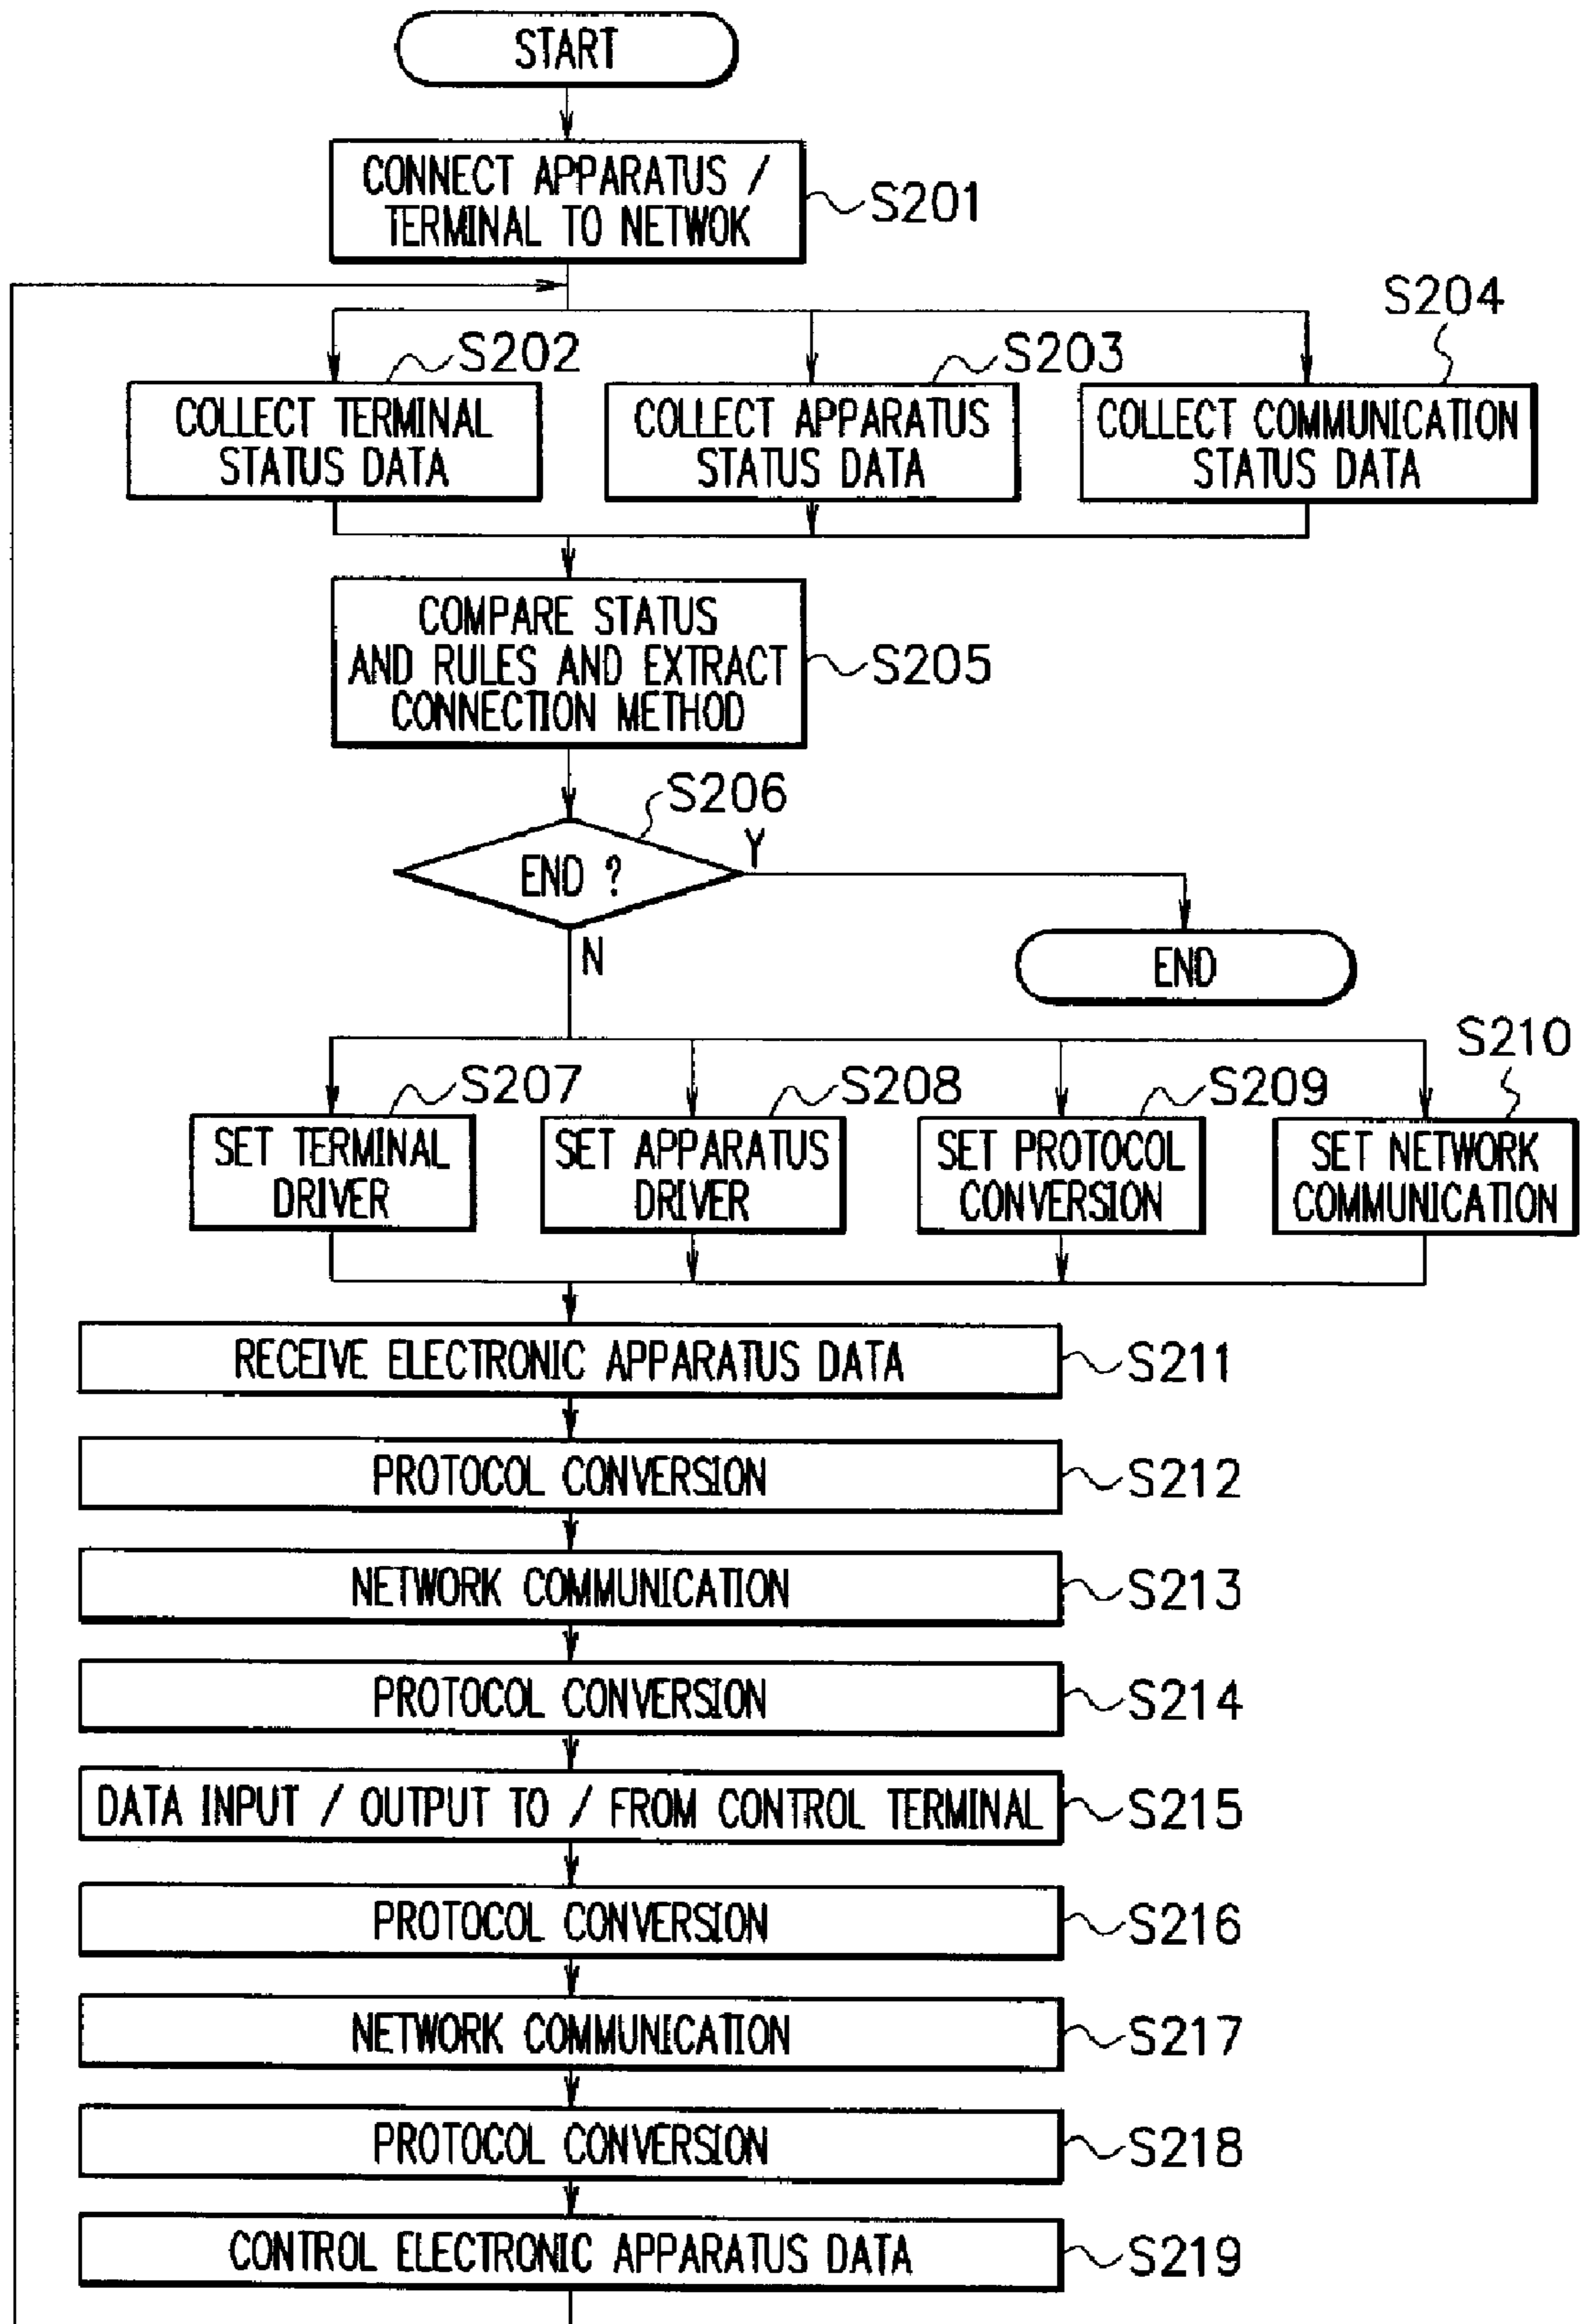 START
CONNECT APPARATUS /
TERMINAL TO NETWOK
S201
S202
S203
S204
COLLECT TERMINAL
STATUS DATA
COLLECT APPARATUS
STATUS DATA
COLLECT COMMUNICATION
STATUS DATA
COMPARE STATUS
AND RULES AND EXTRACT
CONNECTION METHOD
S205
S206
END ?
Y
N
END
S207
S208
S209
S210
SET TERMINAL
DRIVER
SET APPARATUS
DRIVER
SET PROTOCOL
CONVERSION
SET NETWORK
COMMUNICATION
RECEIVE ELECTRONIC APPARATUS DATA
S211
PROTOCOL CONVERSION
S212
NETWORK COMMUNICATION
S213
PROTOCOL CONVERSION
S214
DATA INPUT / OUTPUT TO / FROM CONTROL TERMINAL
S215
PROTOCOL CONVERSION
S216
NETWORK COMMUNICATION
S217
PROTOCOL CONVERSION
S218
CONTROL ELECTRONIC APPARATUS DATA
S219